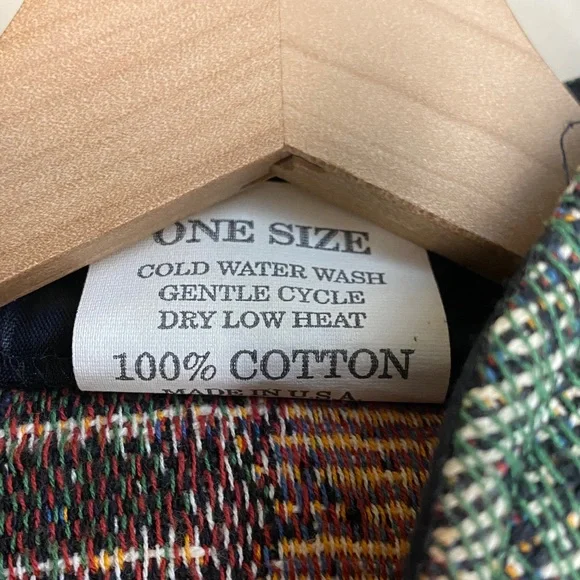 ONE SIZE
COLD WATER WASH
GENTLE CYCLE
DRY LOW HEAT
100% COTTON
MADE IN U.S.A.